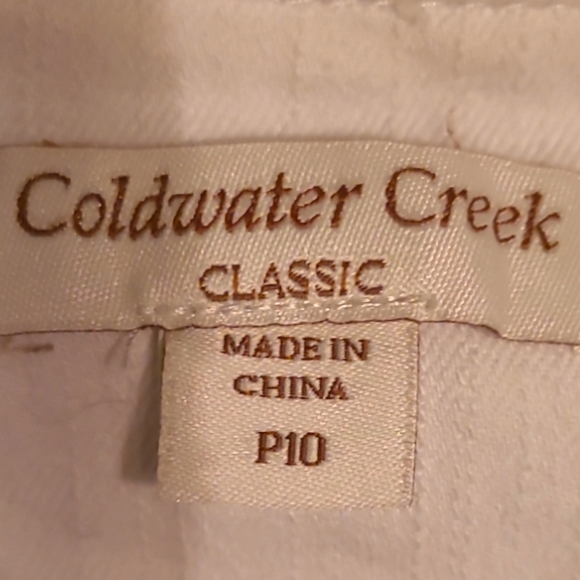 Coldwater Creek
CLASSIC
MADE IN
CHINA
P10